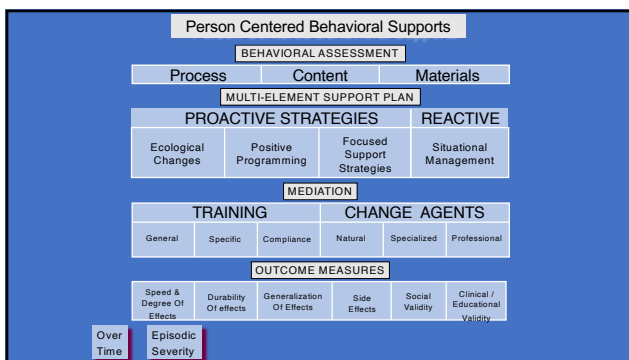 Person Centered Behavioral Supports
BEHAVIORAL ASSESSMENT
Process Content Materials
MULTI-ELEMENT SUPPORT PLAN
PROACTIVE STRATEGIES REACTIVE
Ecological
Changes
Positive
Programming
Focused
Support
Strategies
Situational
Management
MEDIATION
TRAINING CHANGE AGENTS
General Specific Compliance Natural Specialized Professional
OUTCOME MEASURES
Speed &
Degree Of
Effects
Durability
Of effects
Generalization
Of Effects
Side
Effects
Social
Validity
Clinical /
Educational
Validity
Over
Time
Episodic
Severity